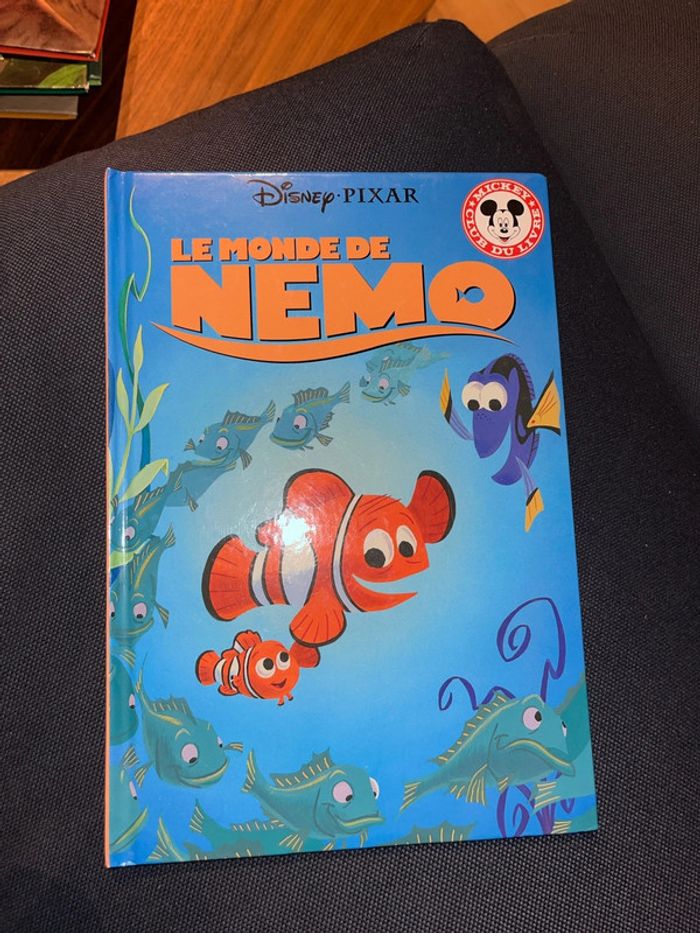 Disney·PIXAR
MICKEY
CLUB DU LIVRE
LE MONDE DE
NEMO